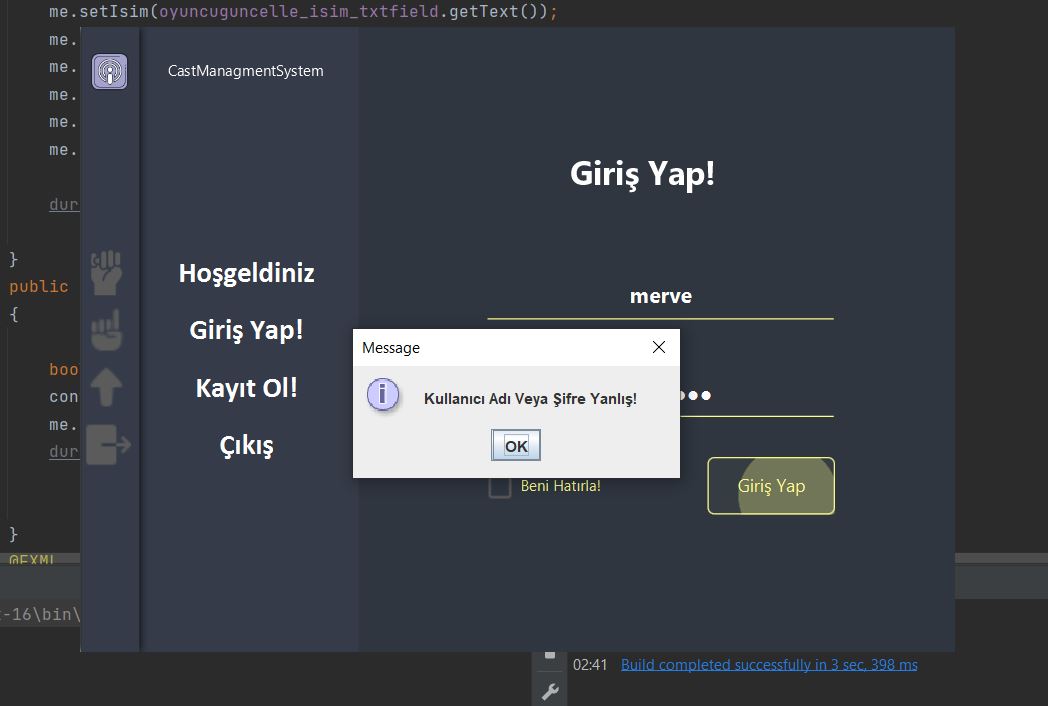 me.setIsim(oyuncuguncelle_isim_txtfield.getText());
me.
me.
me.
me.
me.
dur
}
public
{
boo
con
me.
dur
}
@FXML
-16\bin\
CastManagmentSystem
Hoşgeldiniz
Giriş Yap!
Kayıt Ol!
Çıkış
Giriş Yap!
merve
Message
Kullanıcı Adı Veya Şifre Yanlış!
OK
Beni Hatırla!
Giriş Yap
02:41 Build completed successfully in 3 sec, 398 ms